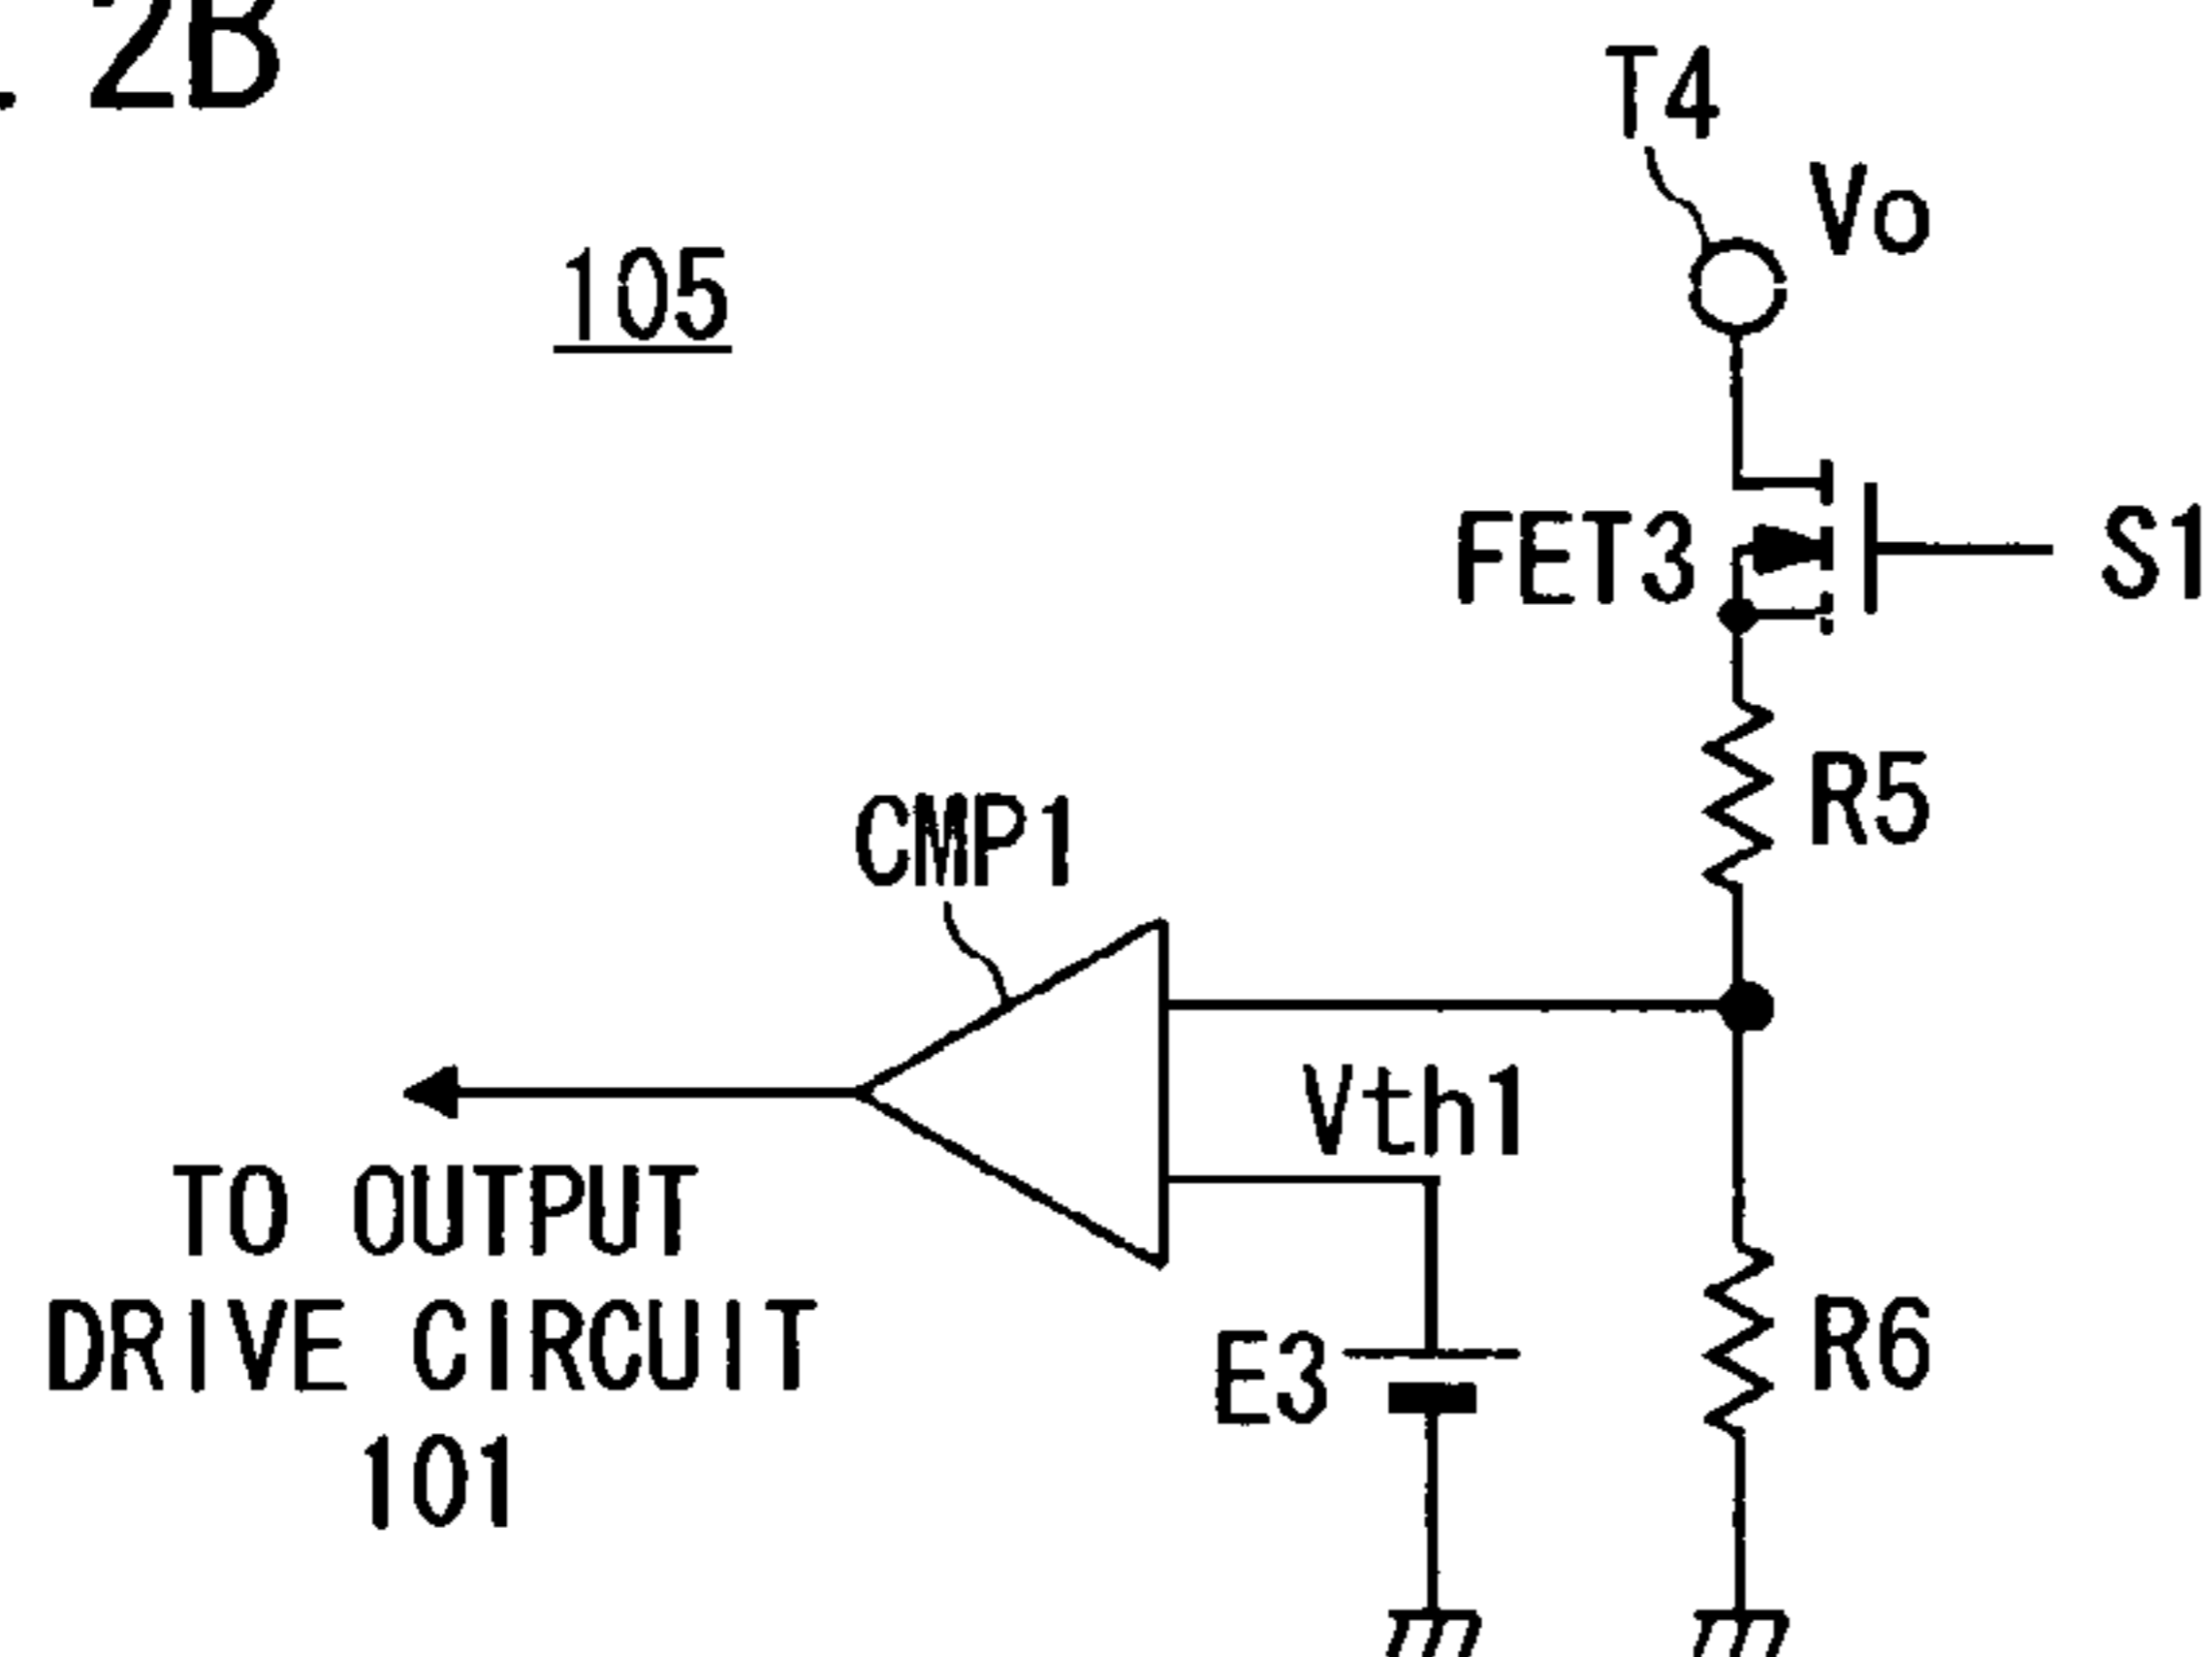 . 2B
T4
Vo
105
FET3
S1
R5
CMP1
Vth1
TO OUTPUT
DRIVE CIRCUIT
101
E3
R6